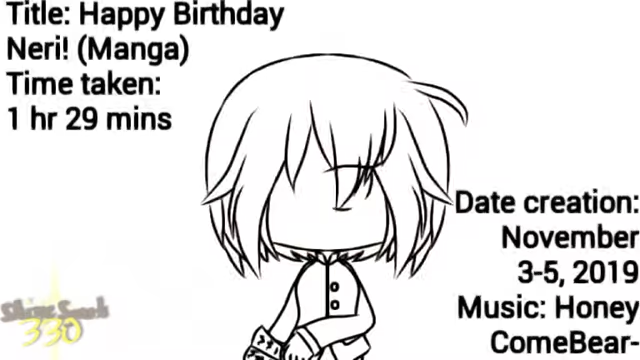 Title: Happy Birthday
Neri! (Manga)
Time taken:
1 hr 29 mins
Date creation:
November
3-5, 2019
Music: Honey
ComeBear-
330